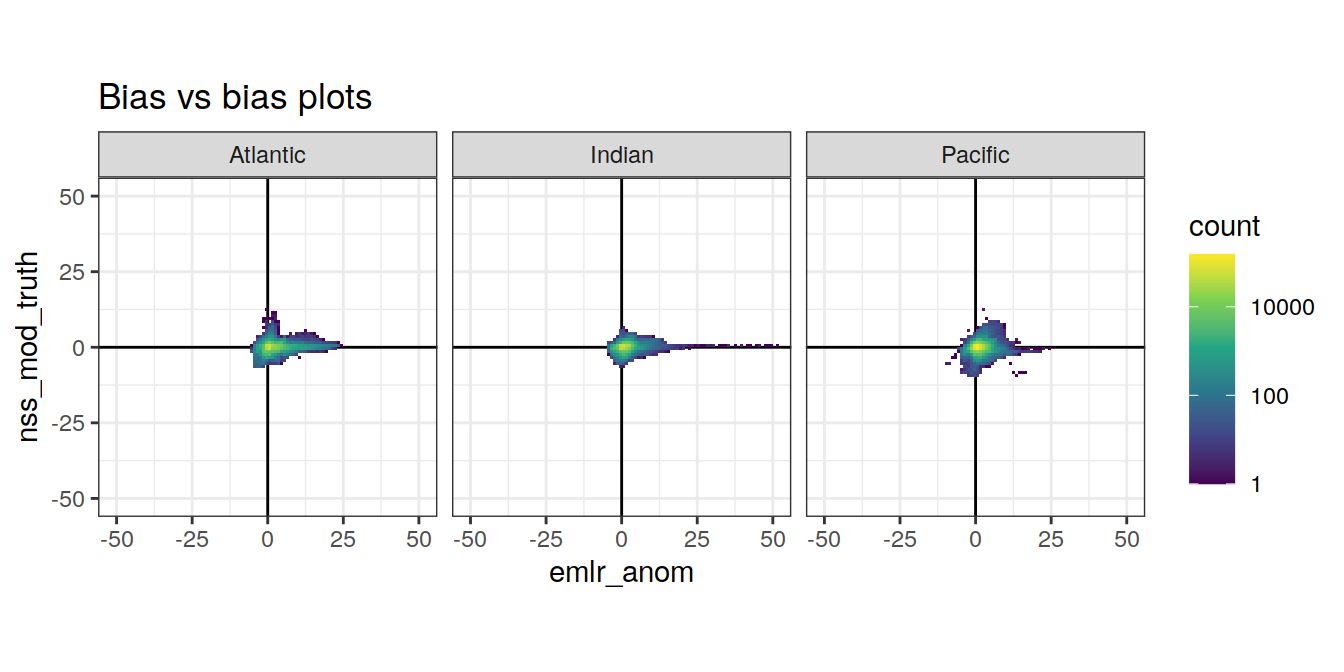 Bias vs bias plots
Atlantic Indian Pacific
count
50
25
0
-25
-50
nss_mod_truth
10000
100
1
-50 -25 0 25 50 -50 -25 0 25 50 -50 -25 0 25 50
emlr_anom